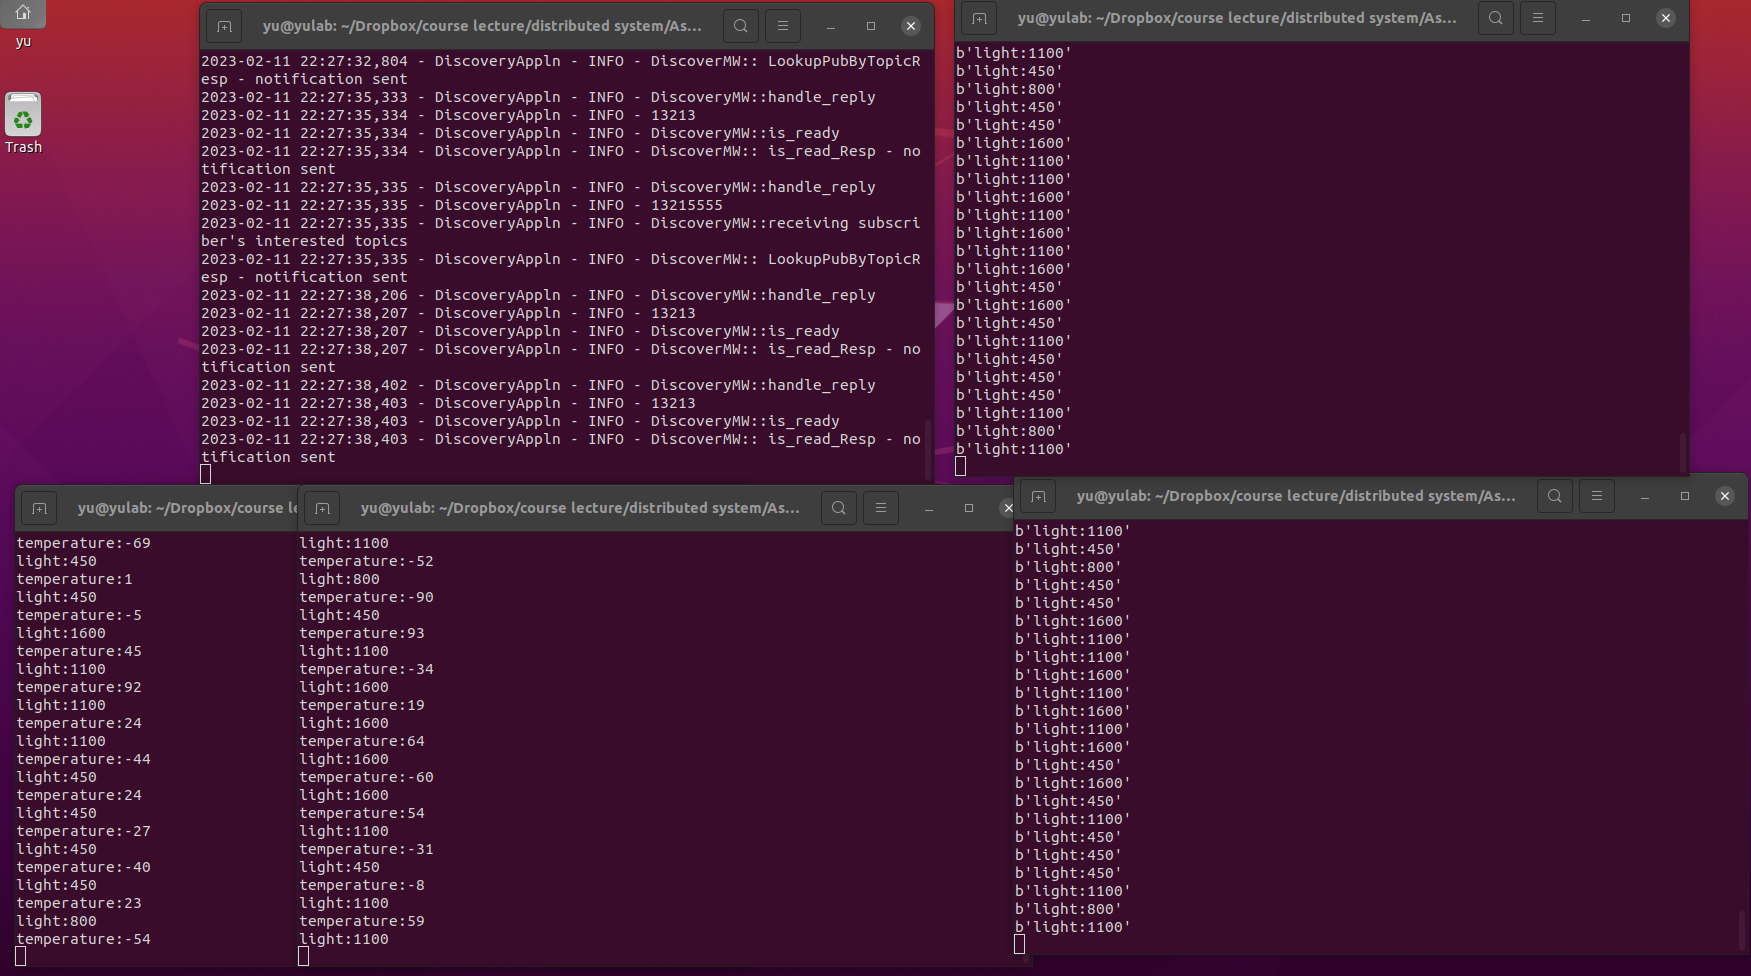 yu
Trash
yu@yulab: ~/Dropbox/course lecture/distributed system/As...
2023-02-11 22:27:32,804 - DiscoveryAppln - INFO - DiscoverMW:: LookupPubByTopicR
esp - notification sent
2023-02-11 22:27:35,333 - DiscoveryAppln - INFO - DiscoveryMW::handle_reply
2023-02-11 22:27:35,334 - DiscoveryAppln - INFO - 13213
2023-02-11 22:27:35,334 - DiscoveryAppln - INFO - DiscoveryMW::is_ready
2023-02-11 22:27:35,334 - DiscoveryAppln - INFO - DiscoverMW:: is_read_Resp - no
tification sent
2023-02-11 22:27:35,335 - DiscoveryAppln - INFO - DiscoveryMW::handle_reply
2023-02-11 22:27:35,335 - DiscoveryAppln - INFO - 13215555
2023-02-11 22:27:35,335 - DiscoveryAppln - INFO - DiscoveryMW::receiving subscri
ber's interested topics
2023-02-11 22:27:35,335 - DiscoveryAppln - INFO - DiscoverMW:: LookupPubByTopicR
esp - notification sent
2023-02-11 22:27:38,206 - DiscoveryAppln - INFO - DiscoveryMW::handle_reply
2023-02-11 22:27:38,207 - DiscoveryAppln - INFO - 13213
2023-02-11 22:27:38,207 - DiscoveryAppln - INFO - DiscoveryMW::is_ready
2023-02-11 22:27:38,207 - DiscoveryAppln - INFO - DiscoverMW:: is_read_Resp - no
tification sent
2023-02-11 22:27:38,402 - DiscoveryAppln - INFO - DiscoveryMW::handle_reply
2023-02-11 22:27:38,403 - DiscoveryAppln - INFO - 13213
2023-02-11 22:27:38,403 - DiscoveryAppln - INFO - DiscoveryMW::is_ready
2023-02-11 22:27:38,403 - DiscoveryAppln - INFO - DiscoverMW:: is_read_Resp - no
tification sent
yu@yulab: ~/Dropbox/course lecture/distributed system/As...
b'light:1100'
b'light:450'
b'light:800'
b'light:450'
b'light:450'
b'light:1600'
b'light:1100'
b'light:1100'
b'light:1600'
b'light:1100'
b'light:1600'
b'light:1100'
b'light:1600'
b'light:450'
b'light:1600'
b'light:450'
b'light:1100'
b'light:450'
b'light:450'
b'light:450'
b'light:1100'
b'light:800'
b'light:1100'
yu@yulab: ~/Dropbox/course l
temperature:-69
light:450
temperature:1
light:450
temperature:-5
light:1600
temperature:45
light:1100
temperature:92
light:1100
temperature:24
light:1100
temperature:-44
light:450
temperature:24
light:450
temperature:-27
light:450
temperature:-40
light:450
temperature:23
light:800
temperature:-54
yu@yulab: ~/Dropbox/course lecture/distributed system/As...
light:1100
temperature:-52
light:800
temperature:-90
light:450
temperature:93
light:1100
temperature:-34
light:1600
temperature:19
light:1600
temperature:64
light:1600
temperature:-60
light:1600
temperature:54
light:1100
temperature:-31
light:450
temperature:-8
light:1100
temperature:59
light:1100
yu@yulab: ~/Dropbox/course lecture/distributed system/As...
b'light:1100'
b'light:450'
b'light:800'
b'light:450'
b'light:450'
b'light:1600'
b'light:1100'
b'light:1100'
b'light:1600'
b'light:1100'
b'light:1600'
b'light:1100'
b'light:1600'
b'light:450'
b'light:1600'
b'light:450'
b'light:1100'
b'light:450'
b'light:450'
b'light:450'
b'light:1100'
b'light:800'
b'light:1100'